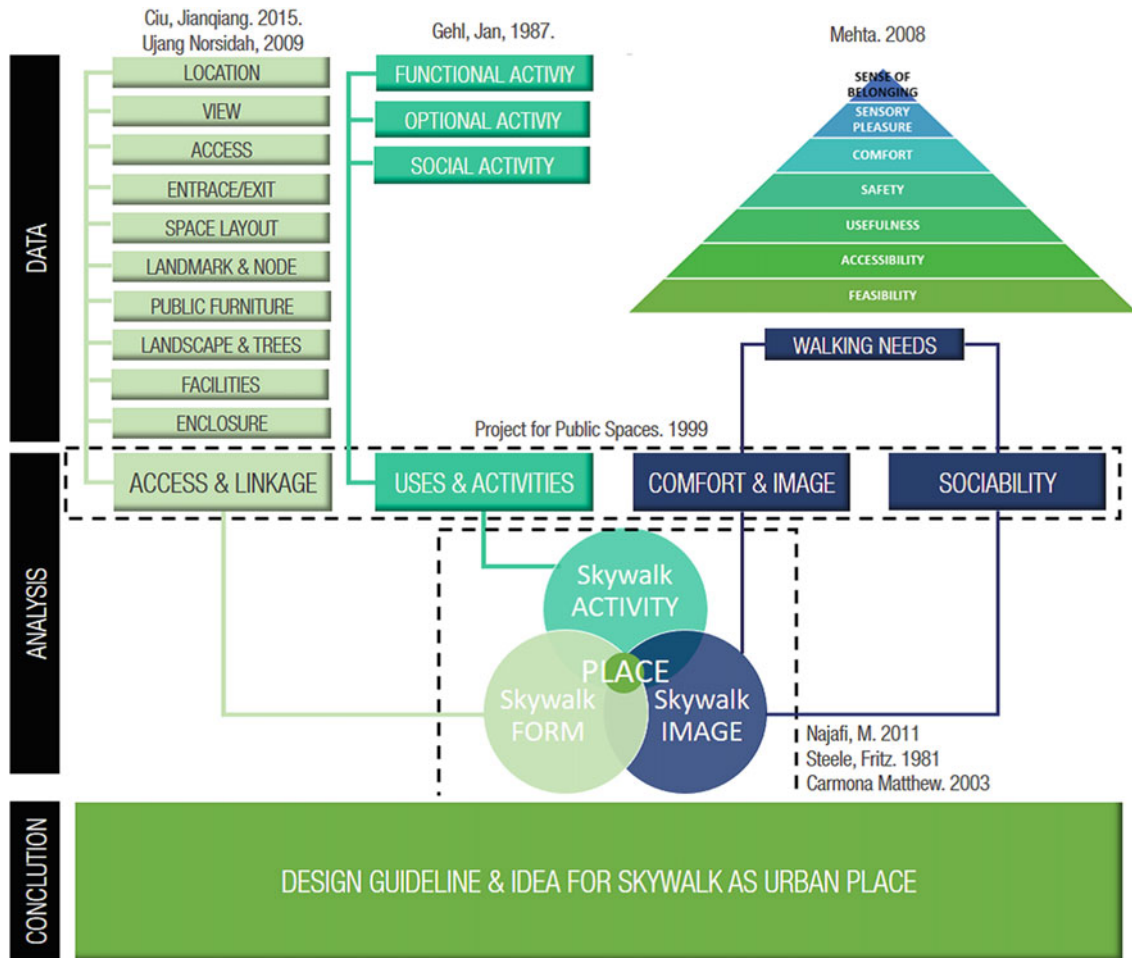 Ciu, Jianqiang. 2015.
Ujang Norsidah, 2009
Gehl, Jan, 1987.
Mehta. 2008
DATA
LOCATION
VIEW
ACCESS
ENTRACE/EXIT
SPACE LAYOUT
LANDMARK & NODE
PUBLIC FURNITURE
LANDSCAPE & TREES
FACILITIES
ENCLOSURE
FUNCTIONAL ACTIVIY
OPTIONAL ACTIVIY
SOCIAL ACTIVITY
SENSE OF
BELONGING
SENSORY
PLEASURE
COMFORT
SAFETY
USEFULNESS
ACCESSIBILITY
FEASIBILITY
WALKING NEEDS
Project for Public Spaces. 1999
ANALYSIS
ACCESS & LINKAGE
USES & ACTIVITIES
COMFORT & IMAGE
SOCIABILITY
Skywalk
ACTIVITY
PLACE
Skywalk
FORM
Skywalk
IMAGE
Najafi, M. 2011
Steele, Fritz. 1981
Carmona Matthew. 2003
CONCLUTION
DESIGN GUIDELINE & IDEA FOR SKYWALK AS URBAN PLACE